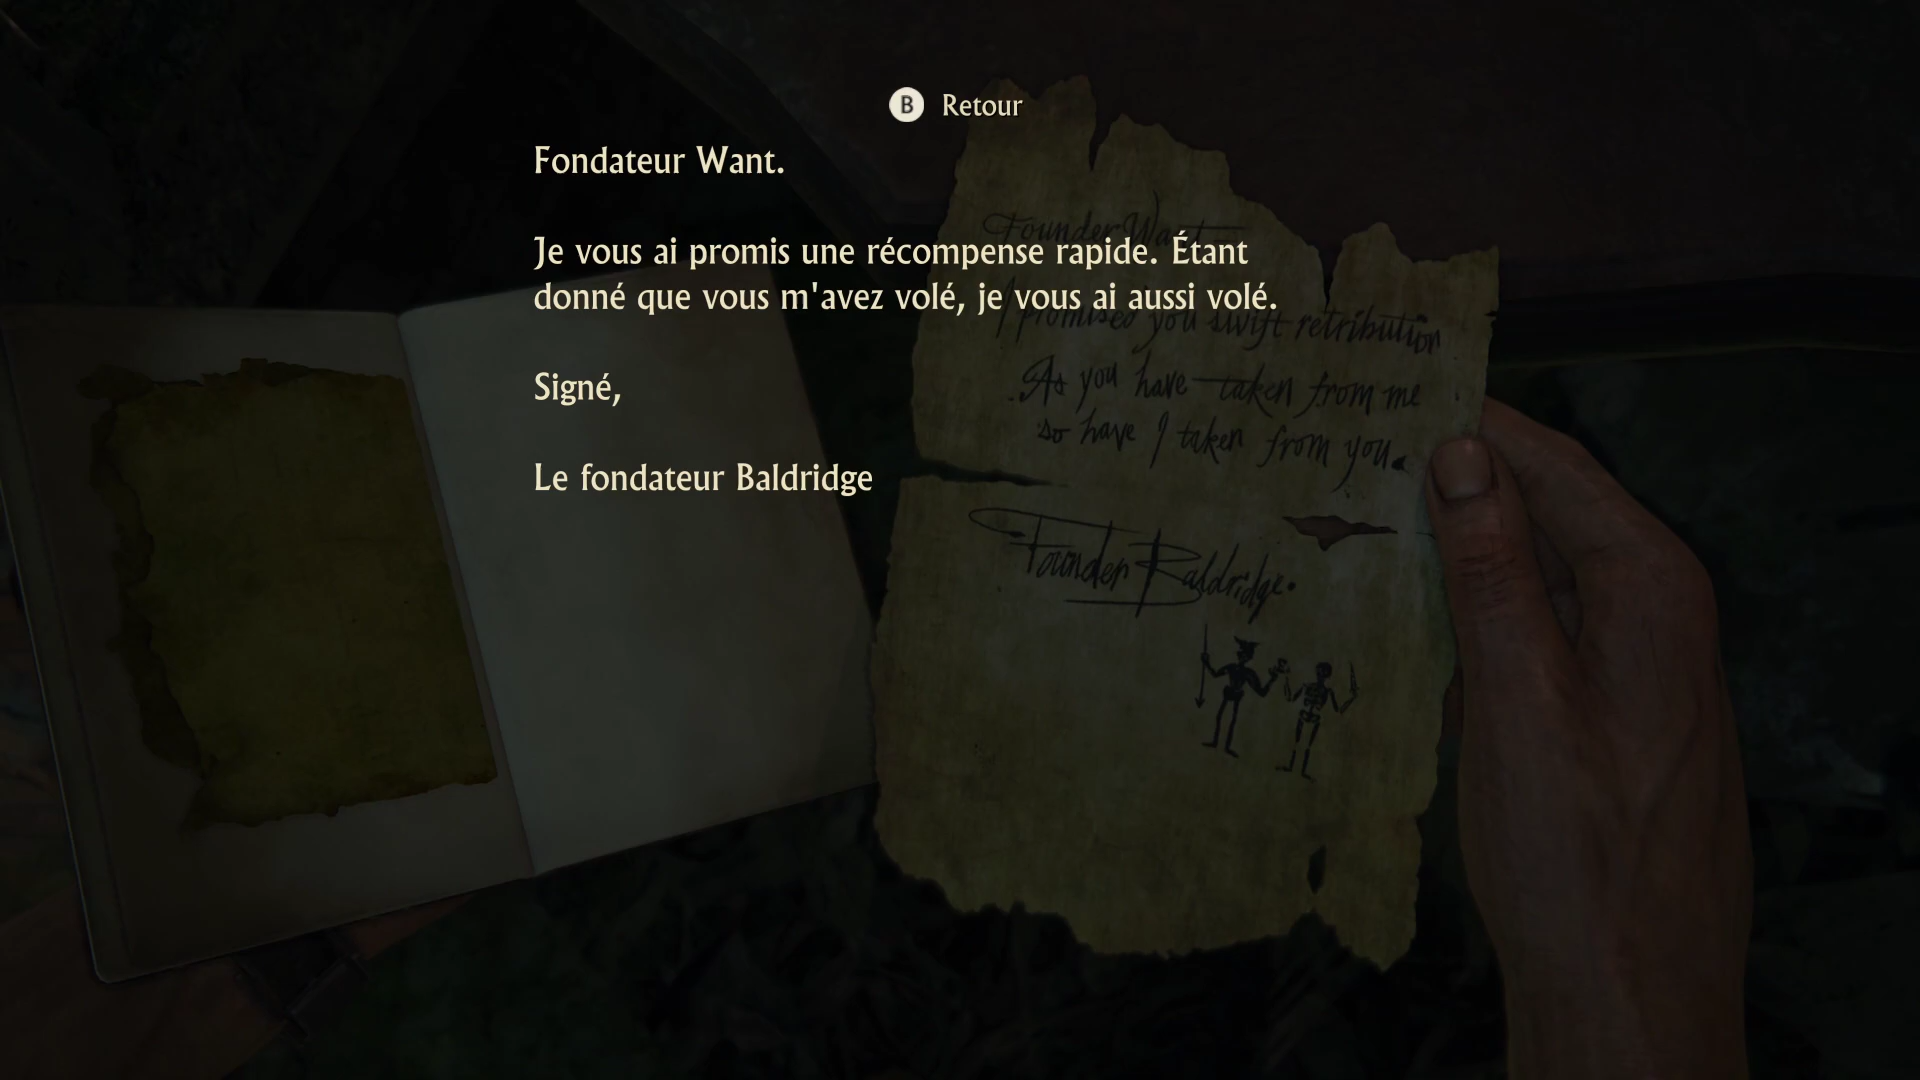 B Retour
Fondateur Want.
Je vous ai promis une récompense rapide. Étant
donné que vous m'avez volé, je vous ai aussi volé.
Signé,
Le fondateur Baldridge
Founder Want
I promised you swift retribution
As you have taken from me
so have I taken from you.
Founder Baldridge.